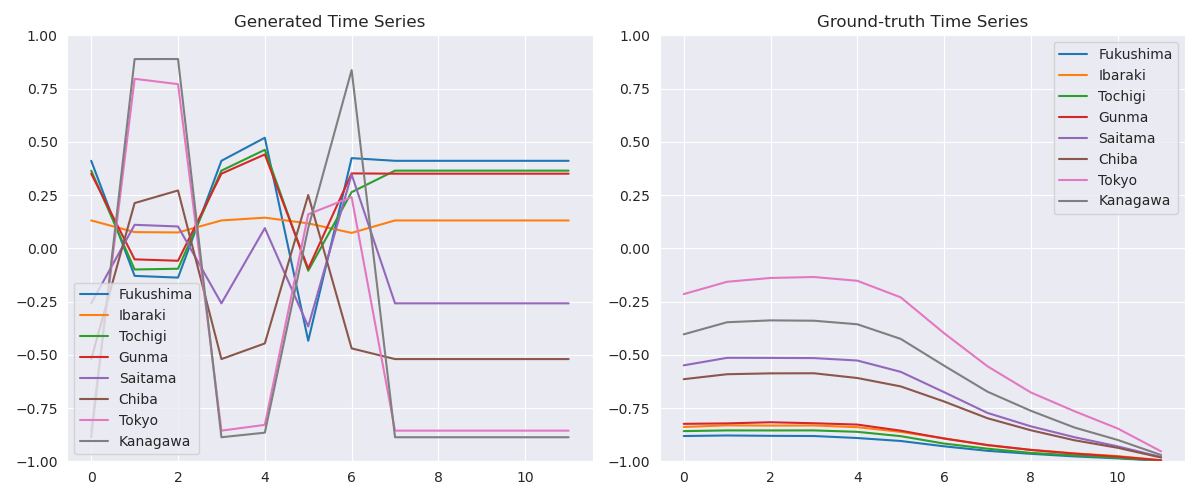 Generated Time Series
1.00
0.75
0.50
0.25
0.00
−0.25
−0.50
−0.75
−1.00
0 2 4 6 8 10
Fukushima
Ibaraki
Tochigi
Gunma
Saitama
Chiba
Tokyo
Kanagawa
Ground-truth Time Series
1.00
0.75
0.50
0.25
0.00
−0.25
−0.50
−0.75
−1.00
0 2 4 6 8 10
Fukushima
Ibaraki
Tochigi
Gunma
Saitama
Chiba
Tokyo
Kanagawa